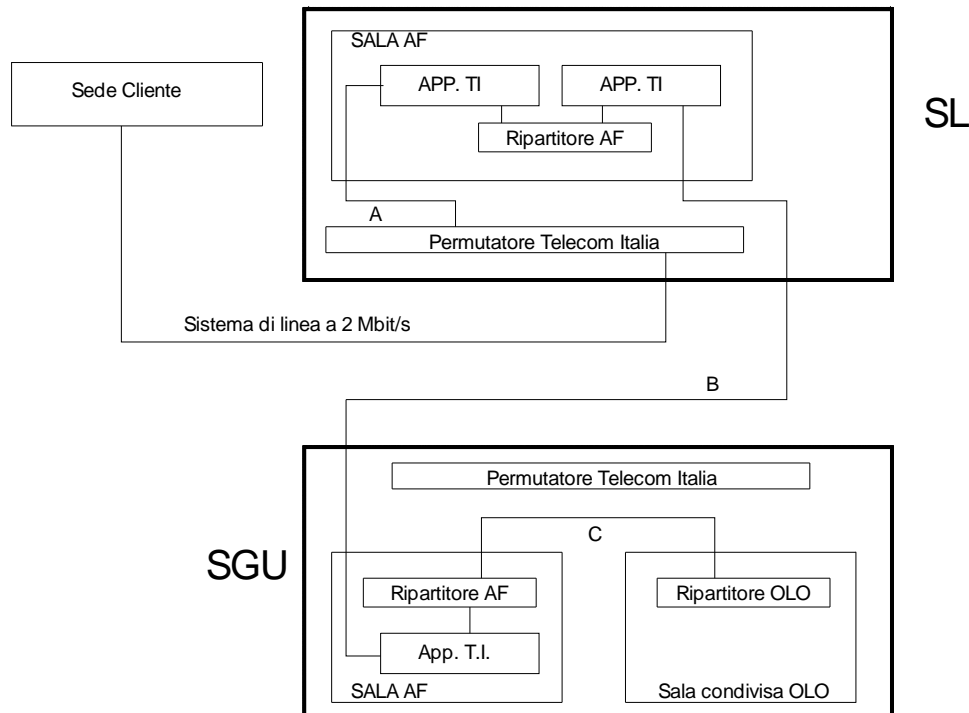 SALA AF
Sede Cliente
APP. TI
APP. TI
SL
Ripartitore AF
A
Permutatore Telecom Italia
Sistema di linea a 2 Mbit/s
B
Permutatore Telecom Italia
C
SGU
Ripartitore AF
Ripartitore OLO
App. T.I.
SALA AF
Sala condivisa OLO